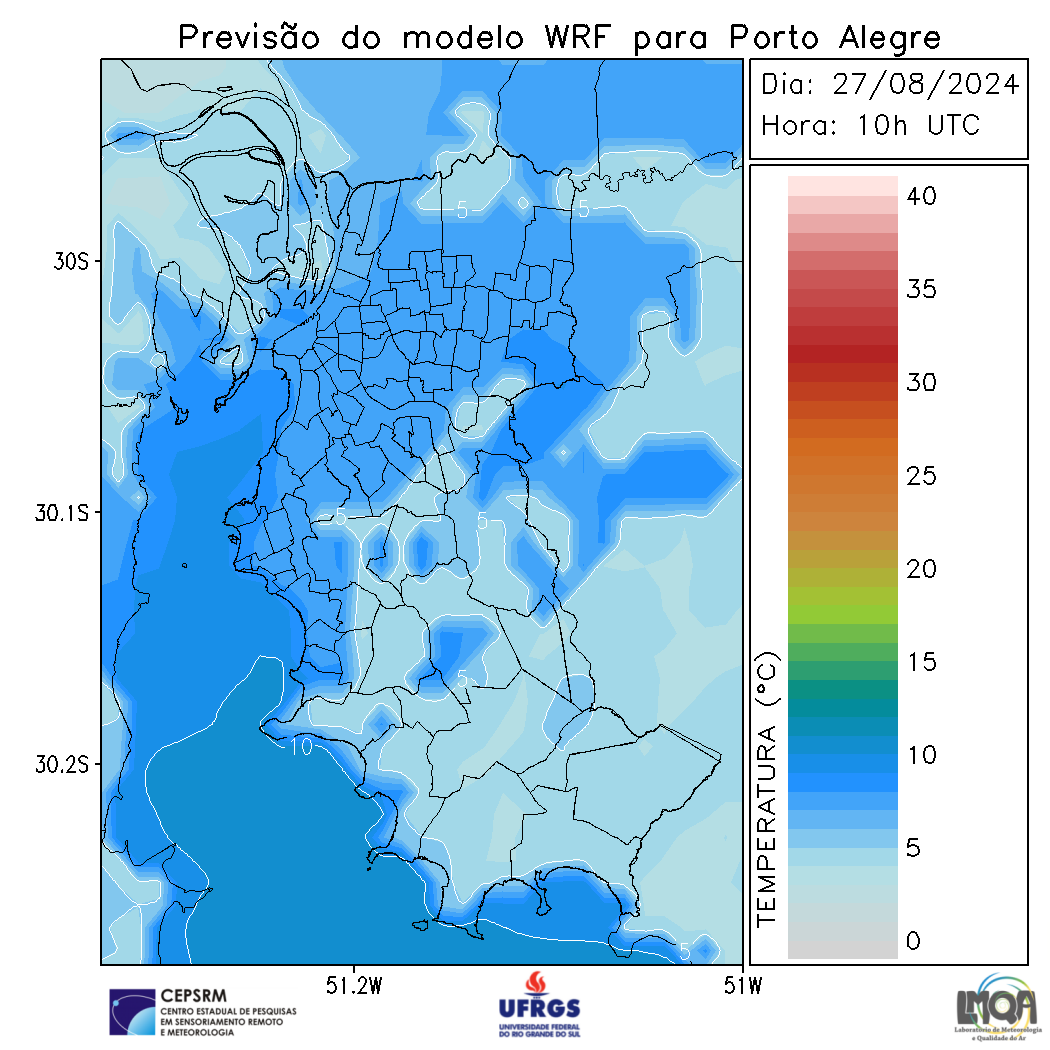 Previsão do modelo WRF para Porto Alegre
Dia: 27/08/2024
Hora: 10h UTC
40
35
30
25
20
15
10
5
0
TEMPERATURA (°C)
30S
30.1S
30.2S
51.2W
51W
5
5
5
5
5
10
5
CEPSRM
CENTRO ESTADUAL DE PESQUISAS
EM SENSORIAMENTO REMOTO
E METEOROLOGIA
UFRGS
UNIVERSIDADE FEDERAL
DO RIO GRANDE DO SUL
LMQA
Laboratório de Meteorologia
e Qualidade do Ar